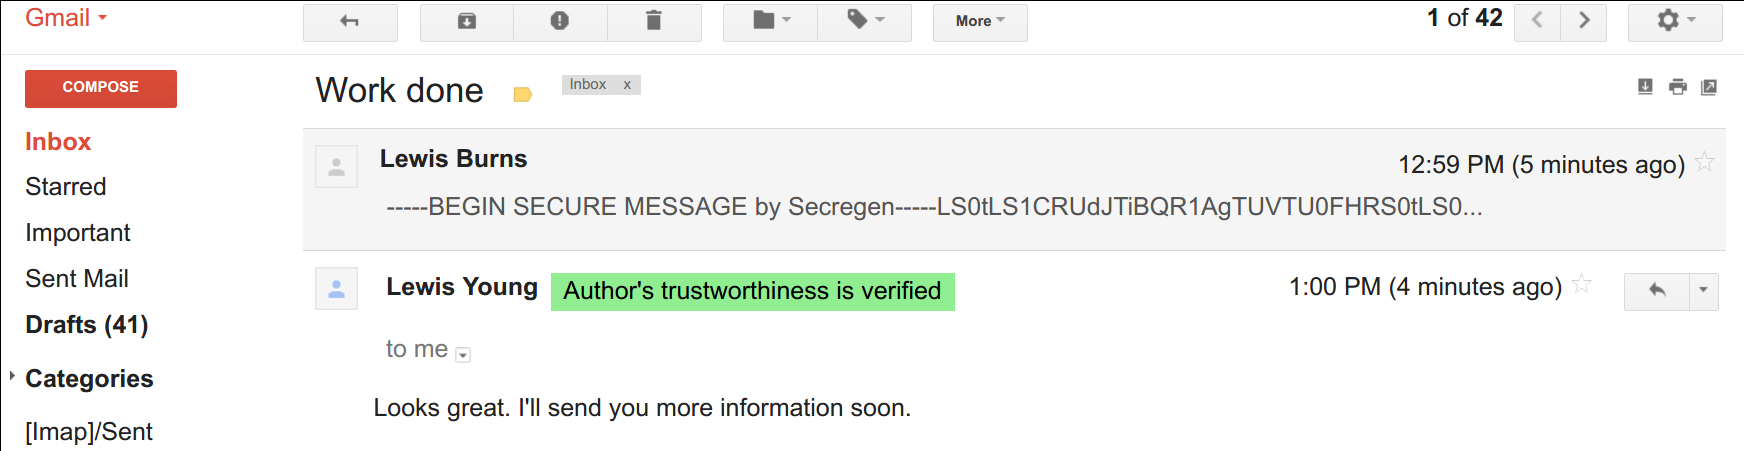 Gmail
More
1 of 42
COMPOSE
Work done
Inbox x
Inbox
Starred
Important
Sent Mail
Drafts (41)
Categories
[Imap]/Sent
Lewis Burns
12:59 PM (5 minutes ago)
-----BEGIN SECURE MESSAGE by Secregen-----LS0tLS1CRUdJTiBQR1AgTUVTU0FHRS0tLS0...
Lewis Young
Author's trustworthiness is verified
1:00 PM (4 minutes ago)
to me
Looks great. I'll send you more information soon.